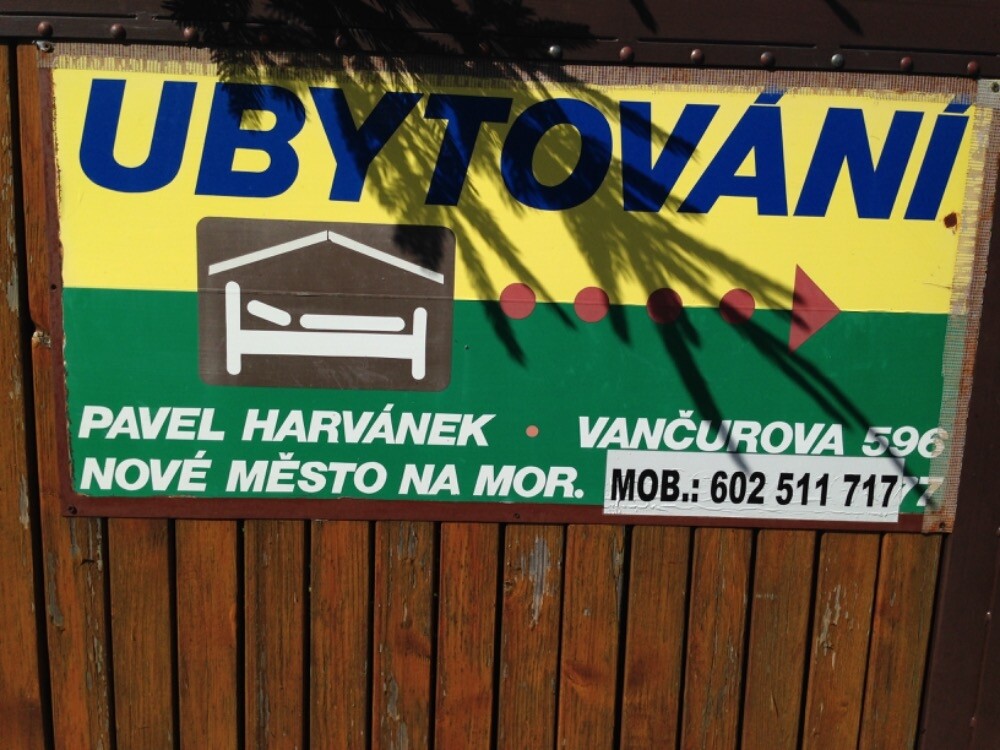 UBYTOVÁNÍ
PAVEL HARVÁNEK • VANČUROVA 596
NOVÉ MĚSTO NA MOR. MOB.: 602 511 717